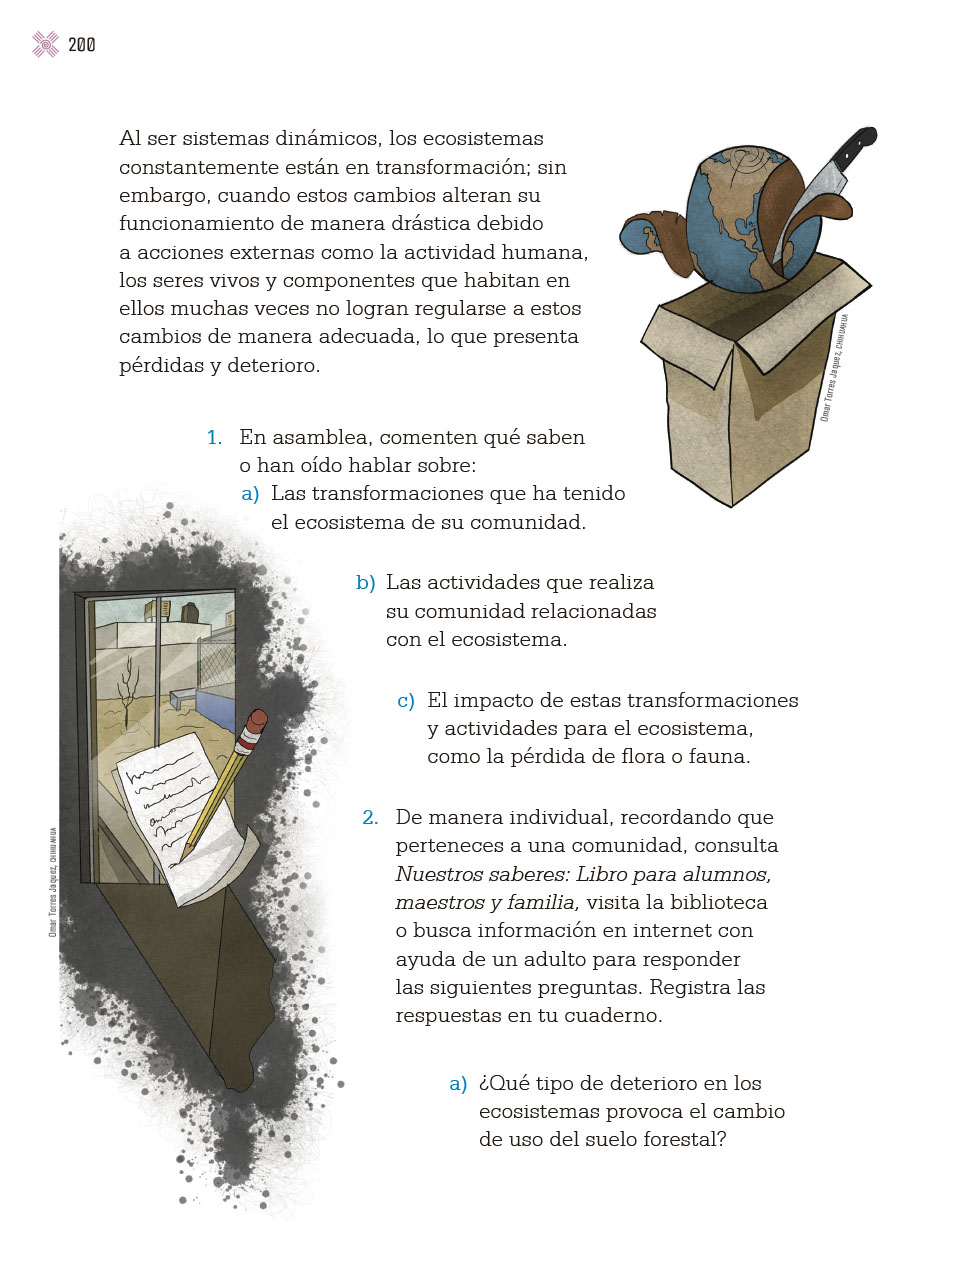 200
Al ser sistemas dinámicos, los ecosistemas
constantemente están en transformación; sin
embargo, cuando estos cambios alteran su
funcionamiento de manera drástica debido
a acciones externas como la actividad humana,
los seres vivos y componentes que habitan en
ellos muchas veces no logran regularse a estos
cambios de manera adecuada, lo que presenta
pérdidas y deterioro.
Omar Torres Jaquez, CHIHUAHUA
1. En asamblea, comenten qué saben
o han oído hablar sobre:
a) Las transformaciones que ha tenido
el ecosistema de su comunidad.
b) Las actividades que realiza
su comunidad relacionadas
con el ecosistema.
c) El impacto de estas transformaciones
y actividades para el ecosistema,
como la pérdida de flora o fauna.
Omar Torres Jaquez, CHIHUAHUA
2. De manera individual, recordando que
perteneces a una comunidad, consulta
Nuestros saberes: Libro para alumnos,
maestros y familia, visita la biblioteca
o busca información en internet con
ayuda de un adulto para responder
las siguientes preguntas. Registra las
respuestas en tu cuaderno.
a) ¿Qué tipo de deterioro en los
ecosistemas provoca el cambio
de uso del suelo forestal?